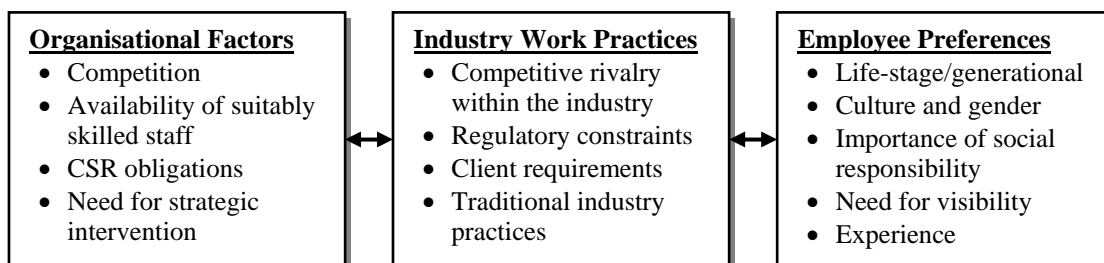 Organisational Factors
• Competition
• Availability of suitably
skilled staff
• CSR obligations
• Need for strategic
intervention
Industry Work Practices
• Competitive rivalry
within the industry
• Regulatory constraints
• Client requirements
• Traditional industry
practices
Employee Preferences
• Life-stage/generational
• Culture and gender
• Importance of social
responsibility
• Need for visibility
• Experience